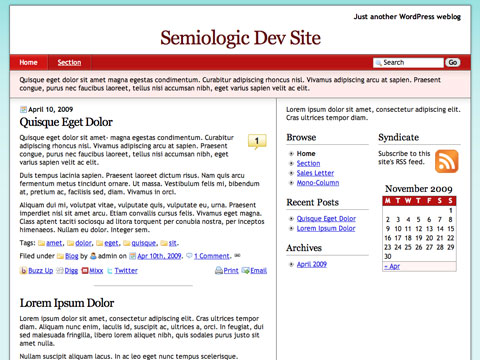 Just another WordPress weblog
Semiologic Dev Site
Home Section Search Go
Quisque eget dolor sit amet magna egestas condimentum. Curabitur adipiscing rhoncus nisl. Vivamus adipiscing arcu at sapien. Praesent
congue, purus nec faucibus laoreet, tellus nisi accumsan nibh, eget varius sapien velit ac elit.
April 10, 2009
Quisque Eget Dolor
1
Quisque eget dolor sit amet- magna egestas condimentum. Curabitur
adipiscing rhoncus nisl. Vivamus adipiscing arcu at sapien. Praesent
congue, purus nec faucibus laoreet, tellus nisi accumsan nibh, eget
varius sapien velit ac elit.
Duis tempus lacinia sapien. Praesent laoreet dictum risus. Nam quis arcu
fermentum metus tincidunt ornare. Ut massa. Vestibulum felis mi, bibendum
at, pretium ac, facilisis sed, diam. Vivamus in orci.
Aliquam dui mi, volutpat vitae, vulputate quis, vulputate eu, urna. Praesent
imperdiet nisi sit amet arcu. Etiam convallis cursus felis. Vivamus eget magna.
Class aptent taciti sociosqu ad litora torquent per conubia nostra, per inceptos
himenaeos. Nullam eu dolor. Integer sem.
Tags: amet, dolor, eget, quisque, sit.
Filed under Blog by admin on Apr 10th, 2009. 1 Comment.
Buzz Up Digg Mixx Twitter Print Email
Lorem Ipsum Dolor
Lorem ipsum dolor sit amet, consectetur adipiscing elit. Cras ultrices tempor
diam. Aliquam nunc enim, iaculis id, suscipit ac, ultrices a, orci. In feugiat, dui sed
malesuada fringilla, libero lorem aliquet nibh, quis sodales purus justo sit
amet nulla.
Nullam suscipit aliquam lacus. In ac eget nunc tempus scelerisque.
Lorem ipsum dolor sit amet, consectetur adipiscing elit.
Cras ultrices tempor diam.
Browse
Home
Section
Sales Letter
Mono-Column
Recent Posts
Quisque Eget Dolor
Lorem Ipsum Dolor
Archives
April 2009
Syndicate
Subscribe to this
site's RSS feed.
November 2009
M T W T F S S
1
2 3 4 5 6 7 8
9 10 11 12 13 14 15
16 17 18 19 20 21 22
23 24 25 26 27 28 29
30
« Apr